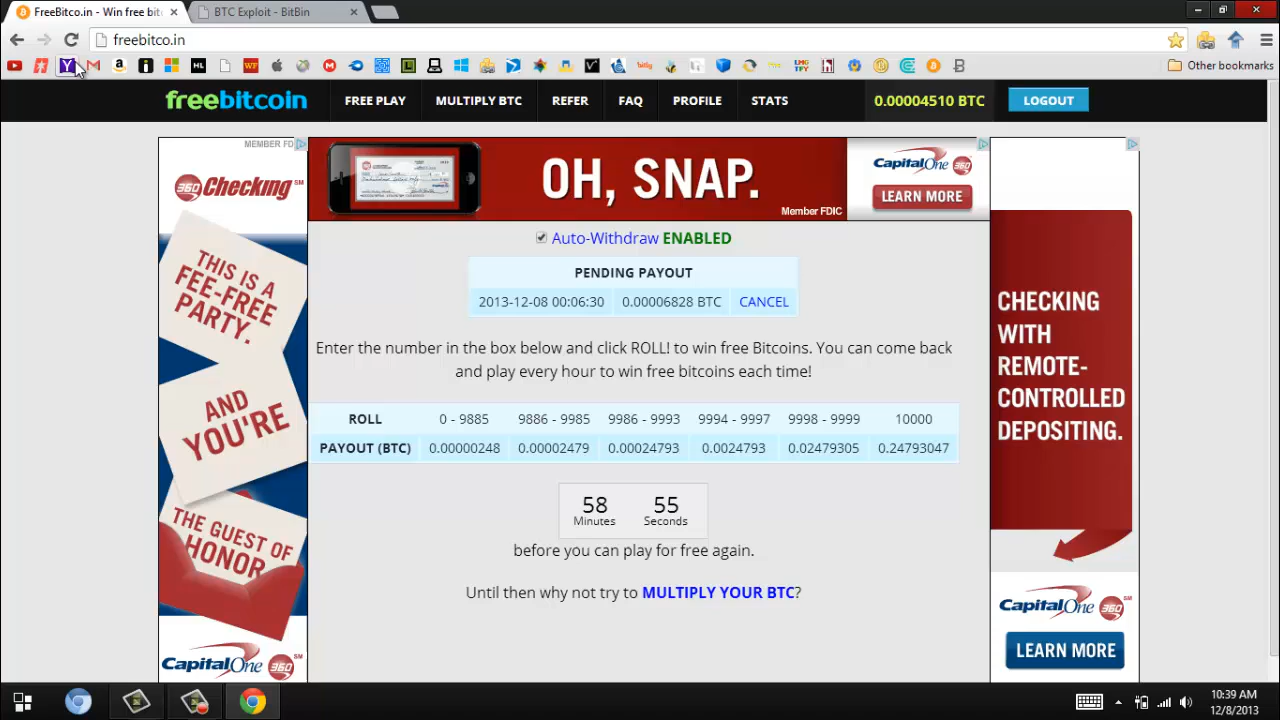 FreeBitco.in - Win free bit
BTC Exploit - BitBin
freebitco.in
Other bookmarks
freebitcoin
FREE PLAY
MULTIPLY BTC
REFER
FAQ
PROFILE
STATS
0.00004510 BTC
LOGOUT
MEMBER FD
360 Checking SM
THIS IS A
FEE-FREE
PARTY.
AND
YOU'RE
THE GUEST OF
HONOR
Capital One 360
OH, SNAP.
Member FDIC
Capital One 360
LEARN MORE
Auto-Withdraw ENABLED
PENDING PAYOUT
2013-12-08 00:06:30 0.00006828 BTC CANCEL
Enter the number in the box below and click ROLL! to win free Bitcoins. You can come back
and play every hour to win free bitcoins each time!
ROLL 0 - 9885 9886 - 9985 9986 - 9993 9994 - 9997 9998 - 9999 10000
PAYOUT (BTC) 0.00000248 0.00002479 0.00024793 0.0024793 0.02479305 0.24793047
58 55
Minutes Seconds
before you can play for free again.
Until then why not try to MULTIPLY YOUR BTC?
CHECKING
WITH
REMOTE-
CONTROLLED
DEPOSITING.
Capital One 360
LEARN MORE
10:39 AM
12/8/2013